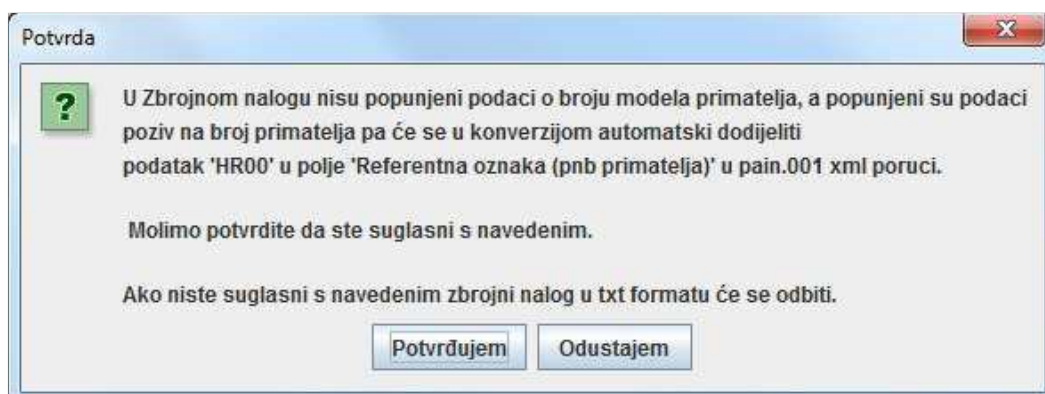 Potvrda
U Zbrojnom nalogu nisu popunjeni podaci o broju modela primatelja, a popunjeni su podaci
poziv na broj primatelja pa će se u konverzijom automatski dodijeliti
podatak 'HR00' u polje 'Referentna oznaka (pnb primatelja)' u pain.001 xml poruci.
Molimo potvrdite da ste suglasni s navedenim.
Ako niste suglasni s navedenim zbrojni nalog u txt formatu će se odbiti.
Potvrđujem Odustajem